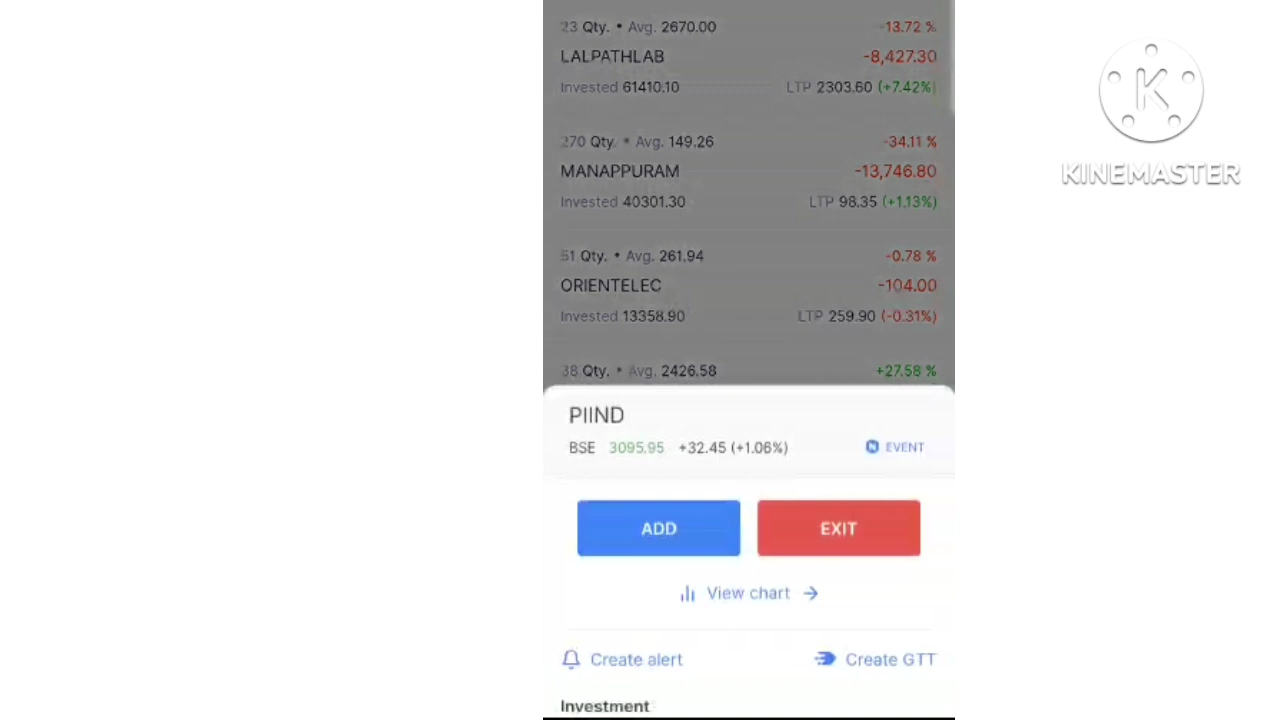 23 Qty. • Avg. 2670.00 -13.72 %
LALPATHLAB -8,427.30
Invested 61410.10 LTP 2303.60 (+7.42%)
270 Qty. • Avg. 149.26 -34.11 %
MANAPPURAM -13,746.80
Invested 40301.30 LTP 98.35 (+1.13%)
51 Qty. • Avg. 261.94 -0.78 %
ORIENTELEC -104.00
Invested 13358.90 LTP 259.90 (-0.31%)
38 Qty. • Avg. 2426.58 +27.58 %
PIIND
BSE 3095.95 +32.45 (+1.06%) EVENT
ADD EXIT
View chart
Create alert Create GTT
Investment
K
KINEMASTER